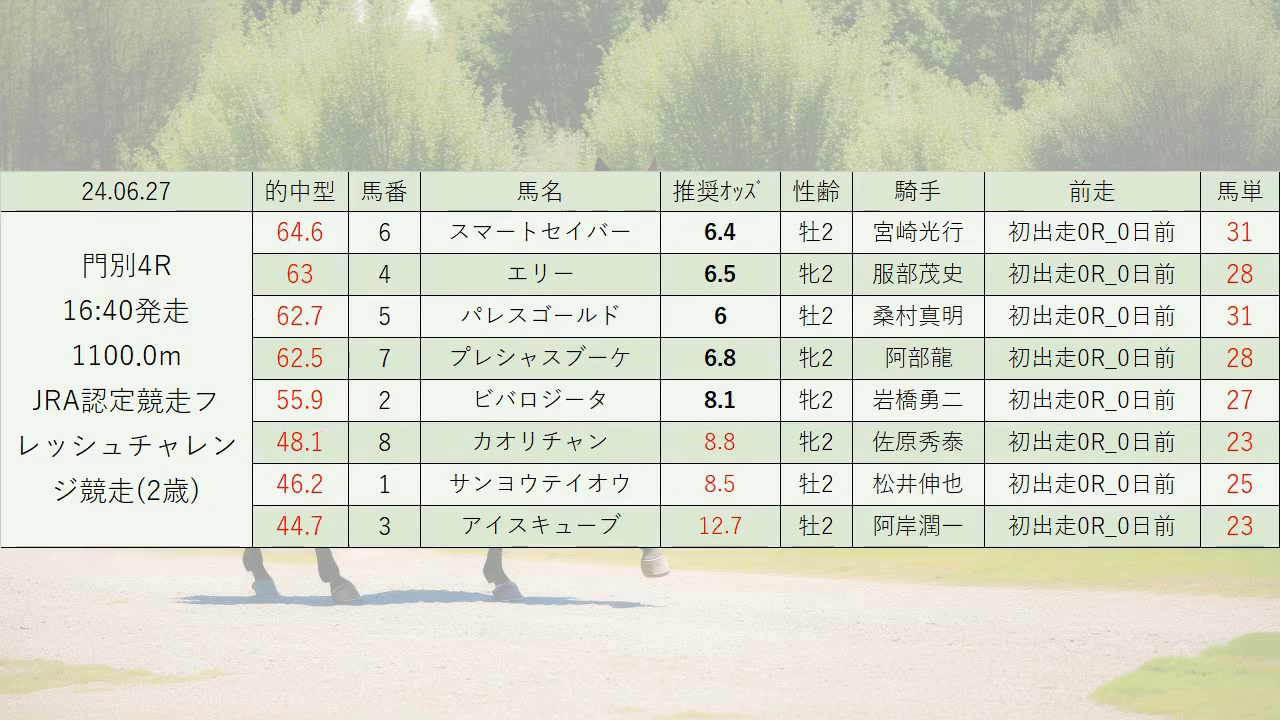 24.06.27 的中型 馬番 馬名 推奨ｵｯｽﾞ 性齢 騎手 前走 馬単
門別4R
16:40発走
1100.0m
JRA認定競走フ
レッシュチャレン
ジ競走(2歳)
64.6 6 スマートセイバー 6.4 牡2 宮崎光行 初出走0R_0日前 31
63 4 エリー 6.5 牝2 服部茂史 初出走0R_0日前 28
62.7 5 パレスゴールド 6 牡2 桑村真明 初出走0R_0日前 31
62.5 7 プレシャスブーケ 6.8 牝2 阿部龍 初出走0R_0日前 28
55.9 2 ビバロジータ 8.1 牝2 岩橋勇二 初出走0R_0日前 27
48.1 8 カオリチャン 8.8 牝2 佐原秀泰 初出走0R_0日前 23
46.2 1 サンヨウテイオウ 8.5 牡2 松井伸也 初出走0R_0日前 25
44.7 3 アイスキューブ 12.7 牡2 阿岸潤一 初出走0R_0日前 23